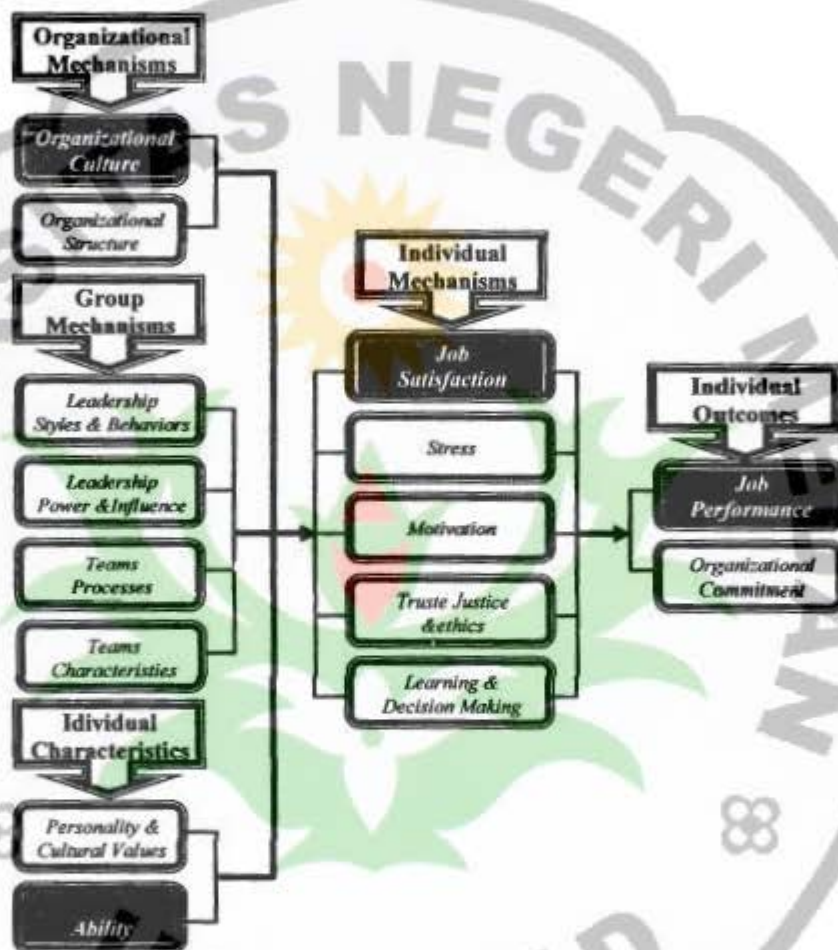 Organizational
Mechanisms
Organizational
Culture
Organizational
Structure
Group
Mechanisms
Leadership
Styles & Behaviors
Leadership
Power &Influence
Teams
Processes
Teams
Characteristics
Idividual
Characteristics
Personality &
Cultural Values
Ability
Individual
Mechanisms
Job
Satisfaction
Stress
Motivation
Truste Justice
&ethics
Learning &
Decision Making
Individual
Outcomes
Job
Performance
Organizational
Commitment
NEGERI